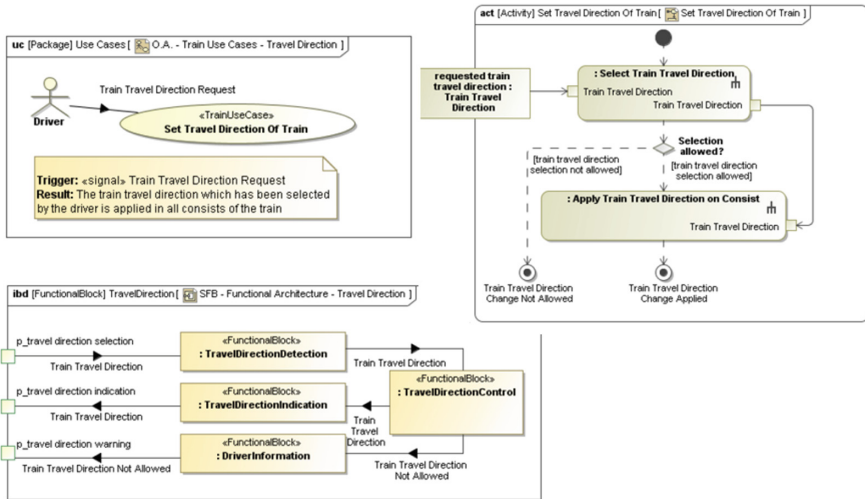 uc [Package] Use Cases [ O.A. - Train Use Cases - Travel Direction ]
Train Travel Direction Request
Driver
«TrainUseCase»
Set Travel Direction Of Train
Trigger: «signal» Train Travel Direction Request
Result: The train travel direction which has been selected
by the driver is applied in all consists of the train
act [Activity] Set Travel Direction Of Train [ Set Travel Direction Of Train ]
requested train
travel direction :
Train Travel
Direction
: Select Train Travel Direction
Train Travel Direction
Train Travel Direction
Selection
allowed?
[train travel direction
selection not allowed]
[train travel direction
selection allowed]
: Apply Train Travel Direction on Consist
Train Travel Direction
Train Travel Direction
Change Not Allowed
Train Travel Direction
Change Applied
ibd [FunctionalBlock] TravelDirection [ SFB - Functional Architecture - Travel Direction ]
p_travel direction selection
Train Travel Direction
«FunctionalBlock»
: TravelDirectionDetection
Train Travel Direction
«FunctionalBlock»
: TravelDirectionControl
p_travel direction indication
Train Travel Direction
«FunctionalBlock»
: TravelDirectionIndication
Train
Travel
Direction
p_travel direction warning
Train Travel Direction Not Allowed
«FunctionalBlock»
: DriverInformation
Train Travel Direction
Not Allowed